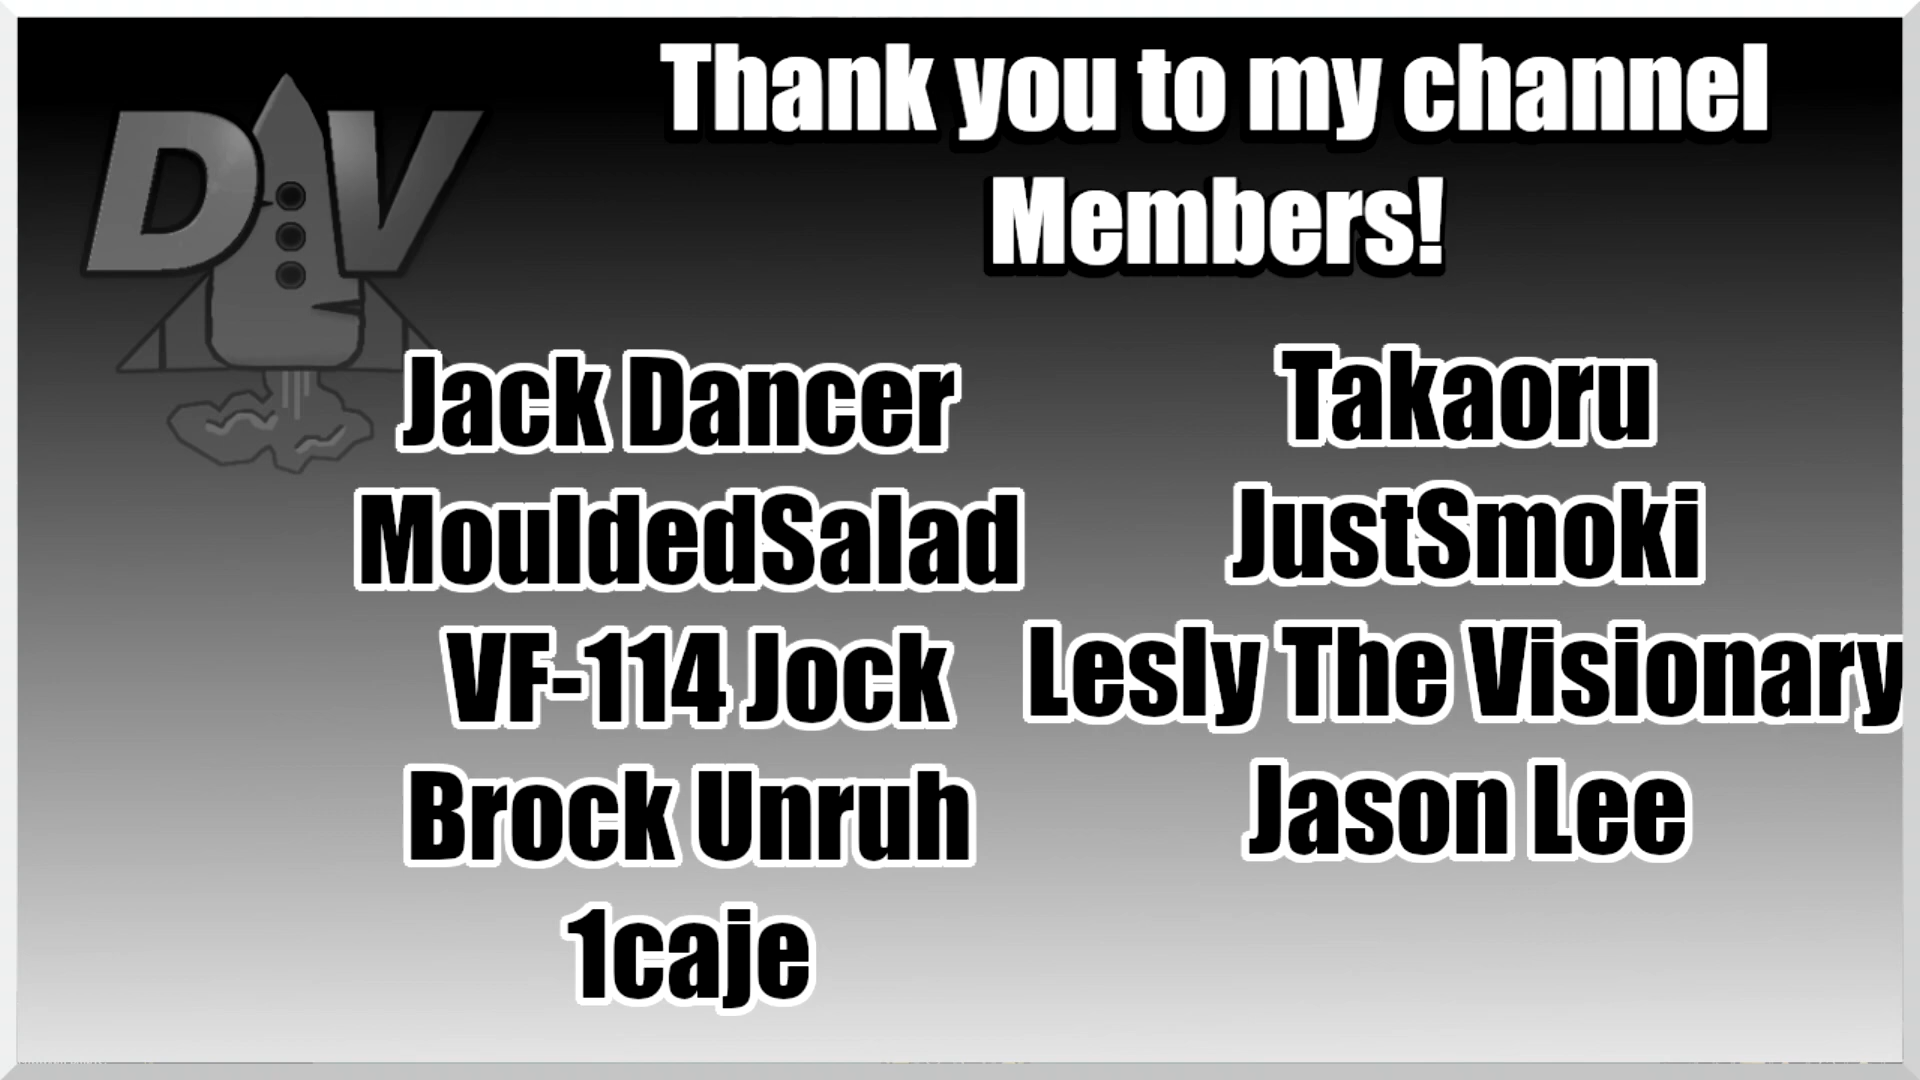 DV
Thank you to my channel
Members!
Jack Dancer
MouldedSalad
VF-114 Jock
Brock Unruh
1caje
Takaoru
JustSmoki
Lesly The Visionary
Jason Lee